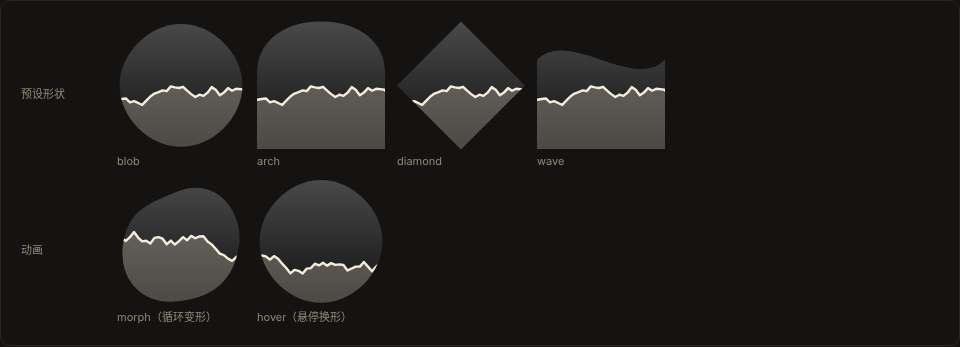 预设形状
blob
arch
diamond
wave
动画
morph（循环变形）
hover（悬停换形）